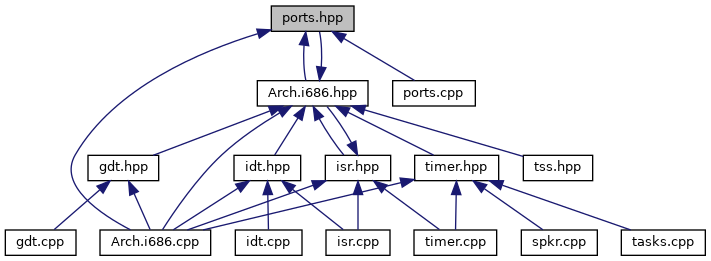 ports.hpp
Arch.i686.hpp
ports.cpp
gdt.hpp
idt.hpp
isr.hpp
timer.hpp
tss.hpp
gdt.cpp
Arch.i686.cpp
idt.cpp
isr.cpp
timer.cpp
spkr.cpp
tasks.cpp